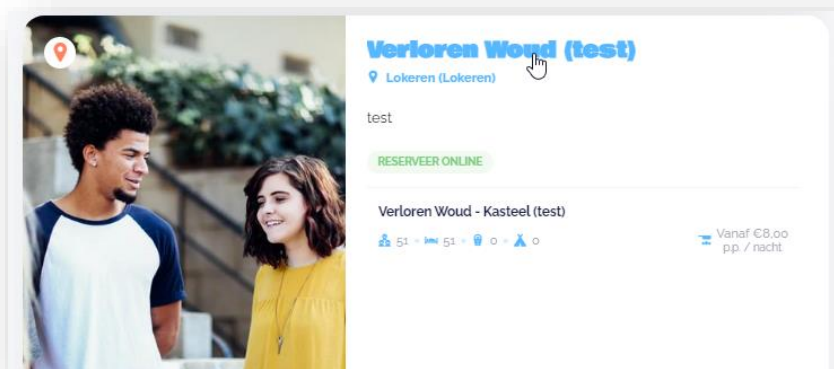 Verloren Woud (test)
Lokeren (Lokeren)
test
RESERVEER ONLINE
Verloren Woud - Kasteel (test)
51 51 0 0
Vanaf €8,00
p.p. / nacht